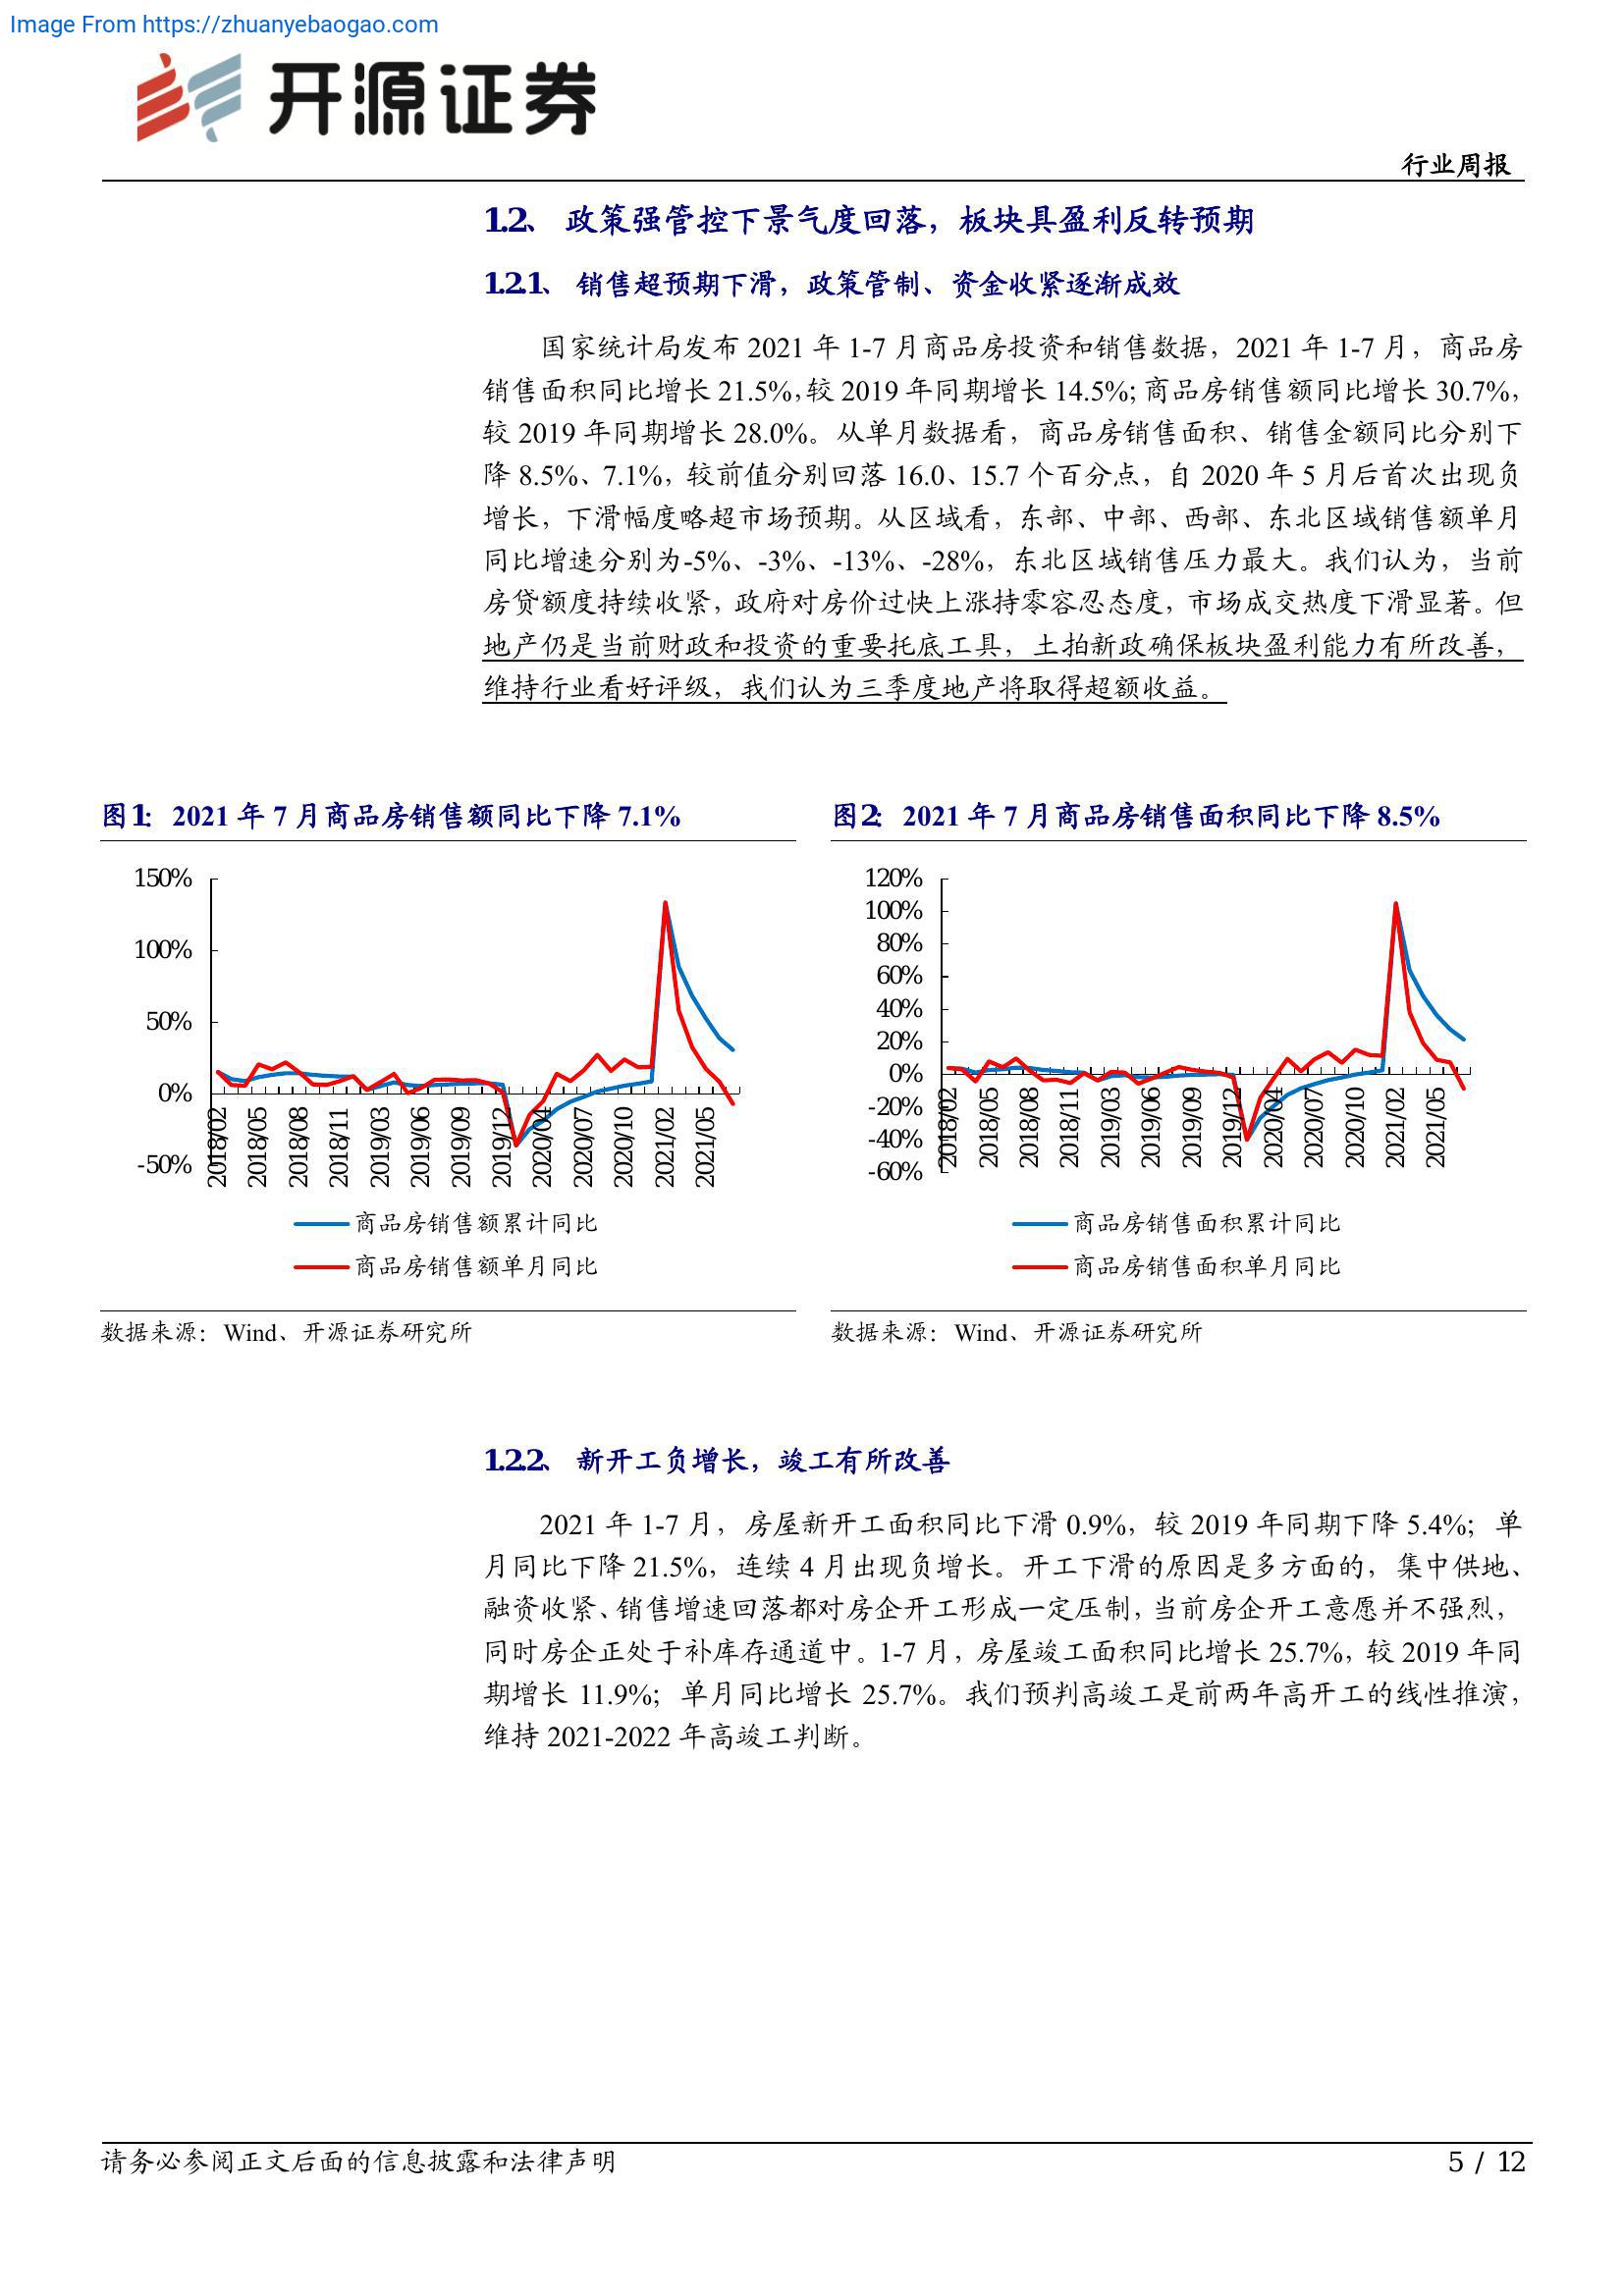 Image From https://zhuanyebaogao.com
开源证券
行业周报
1.2、 政策强管控下景气度回落，板块具盈利反转预期
1.2.1、 销售超预期下滑，政策管制、资金收紧逐渐成效
国家统计局发布 2021 年 1-7 月商品房投资和销售数据，2021 年 1-7 月，商品房
销售面积同比增长 21.5%，较 2019 年同期增长 14.5%；商品房销售额同比增长 30.7%，
较 2019 年同期增长 28.0%。从单月数据看，商品房销售面积、销售金额同比分别下
降 8.5%、7.1%，较前值分别回落 16.0、15.7 个百分点，自 2020 年 5 月后首次出现负
增长，下滑幅度略超市场预期。从区域看，东部、中部、西部、东北区域销售额单月
同比增速分别为-5%、-3%、-13%、-28%，东北区域销售压力最大。我们认为，当前
房贷额度持续收紧，政府对房价过快上涨持零容忍态度，市场成交热度下滑显著。但
地产仍是当前财政和投资的重要托底工具，土拍新政确保板块盈利能力有所改善，
维持行业看好评级，我们认为三季度地产将取得超额收益。
图1： 2021 年 7 月商品房销售额同比下降 7.1%
150%
100%
50%
0%
-50%
2018/02
2018/05
2018/08
2018/11
2019/03
2019/06
2019/09
2019/12
2020/04
2020/07
2020/10
2021/02
2021/05
商品房销售额累计同比
商品房销售额单月同比
数据来源：Wind、开源证券研究所
图2： 2021 年 7 月商品房销售面积同比下降 8.5%
120%
100%
80%
60%
40%
20%
0%
-20%
-40%
-60%
2018/02
2018/05
2018/08
2018/11
2019/03
2019/06
2019/09
2019/12
2020/04
2020/07
2020/10
2021/02
2021/05
商品房销售面积累计同比
商品房销售面积单月同比
数据来源：Wind、开源证券研究所
1.2.2、 新开工负增长，竣工有所改善
2021 年 1-7 月，房屋新开工面积同比下滑 0.9%，较 2019 年同期下降 5.4%；单
月同比下降 21.5%，连续 4 月出现负增长。开工下滑的原因是多方面的，集中供地、
融资收紧、销售增速回落都对房企开工形成一定压制，当前房企开工意愿并不强烈，
同时房企正处于补库存通道中。1-7 月，房屋竣工面积同比增长 25.7%，较 2019 年同
期增长 11.9%；单月同比增长 25.7%。我们预判高竣工是前两年高开工的线性推演，
维持 2021-2022 年高竣工判断。
请务必参阅正文后面的信息披露和法律声明
5 / 12